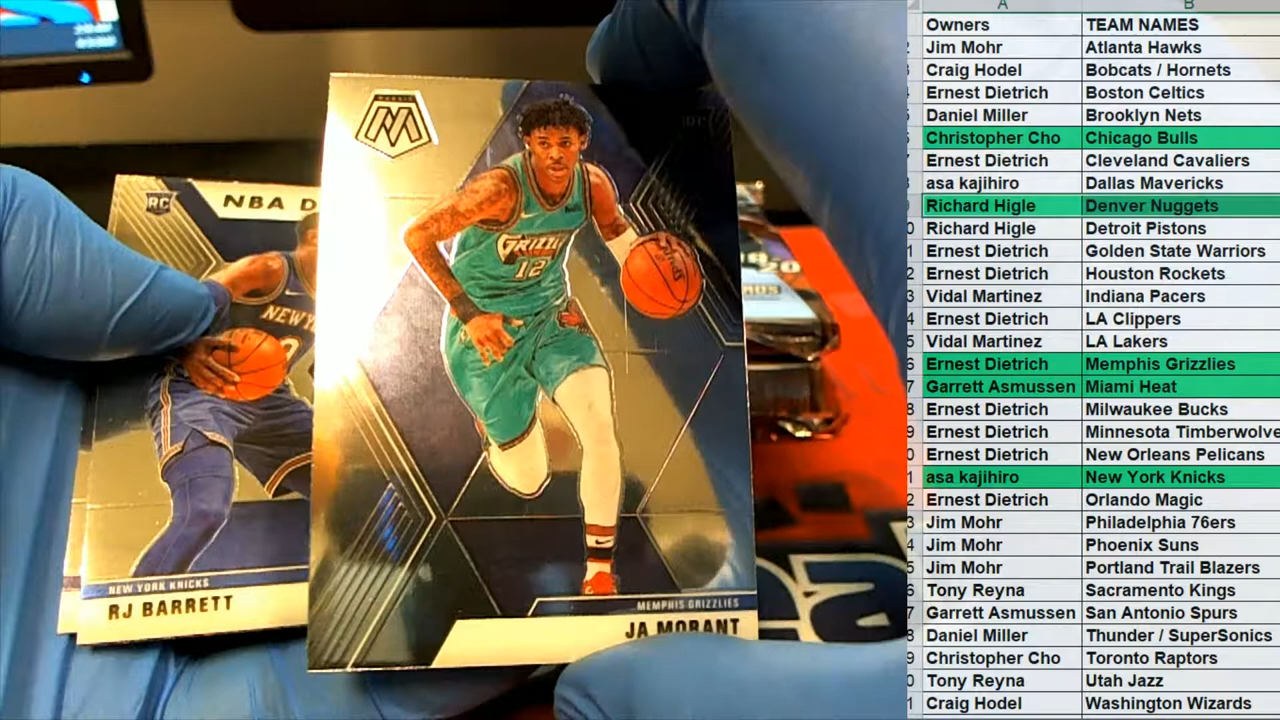 RC
NBA D
NEW Y
NEW YORK KNICKS
RJ BARRETT
MOSAIC
GRIZZL
12
MEMPHIS GRIZZLIES
JA MORANT
A B
Owners TEAM NAMES
Jim Mohr Atlanta Hawks
Craig Hodel Bobcats / Hornets
Ernest Dietrich Boston Celtics
Daniel Miller Brooklyn Nets
Christopher Cho Chicago Bulls
Ernest Dietrich Cleveland Cavaliers
asa kajihiro Dallas Mavericks
Richard Higle Denver Nuggets
Richard Higle Detroit Pistons
Ernest Dietrich Golden State Warriors
Ernest Dietrich Houston Rockets
Vidal Martinez Indiana Pacers
Ernest Dietrich LA Clippers
Vidal Martinez LA Lakers
Ernest Dietrich Memphis Grizzlies
Garrett Asmussen Miami Heat
Ernest Dietrich Milwaukee Bucks
Ernest Dietrich Minnesota Timberwolve
Ernest Dietrich New Orleans Pelicans
asa kajihiro New York Knicks
Ernest Dietrich Orlando Magic
Jim Mohr Philadelphia 76ers
Jim Mohr Phoenix Suns
Jim Mohr Portland Trail Blazers
Tony Reyna Sacramento Kings
Garrett Asmussen San Antonio Spurs
Daniel Miller Thunder / SuperSonics
Christopher Cho Toronto Raptors
Tony Reyna Utah Jazz
Craig Hodel Washington Wizards